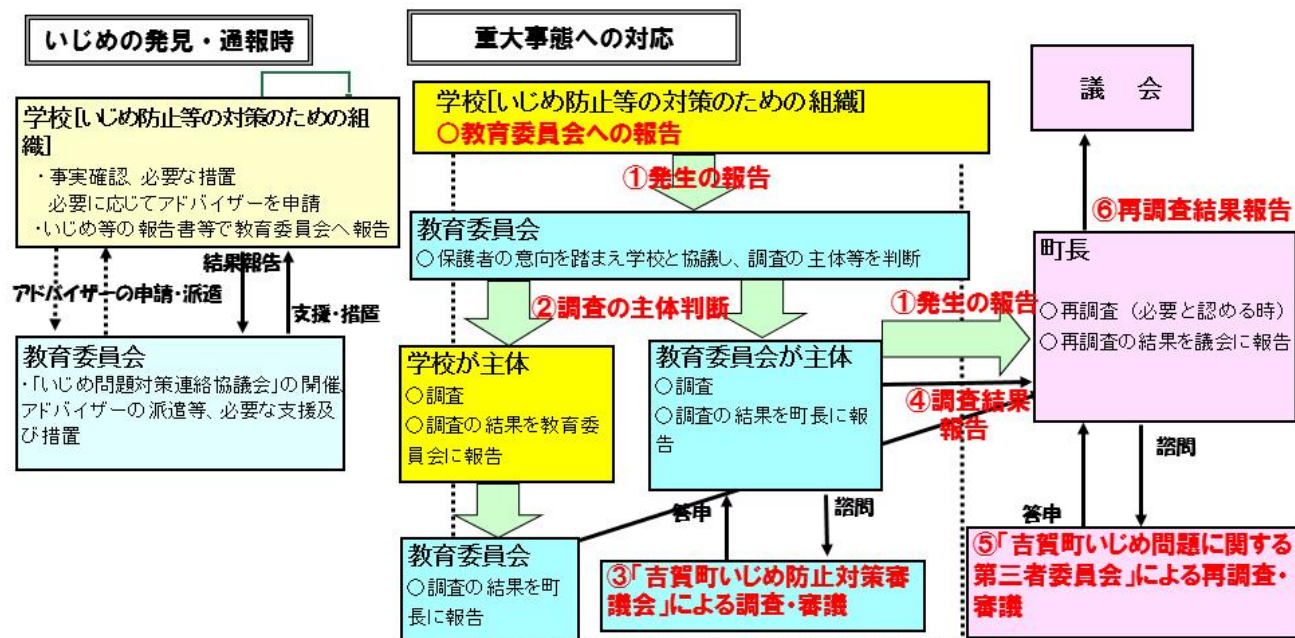 いじめの発見・通報時
学校[いじめ防止等の対策のための組
織]
・事実確認、必要な措置
必要に応じてアドバイザーを申請
・いじめ等の報告書等で教育委員会へ報告
結果報告
アドバイザーの申請・派遣
支援・措置
教育委員会
・「いじめ問題対策連絡協議会」の開催、
アドバイザーの派遣等、必要な支援及
び措置
重大事態への対応
学校[いじめ防止等の対策のための組織]
○教育委員会への報告
①発生の報告
教育委員会
○保護者の意向を踏まえ学校と協議し、調査の主体等を判断
②調査の主体判断
学校が主体
○調査
○調査の結果を教育委
員会に報告
教育委員会
○調査の結果を町
長に報告
教育委員会が主体
○調査
○調査の結果を町長に報
告
答申
諮問
③「吉賀町いじめ防止対策審
議会」による調査・審議
①発生の報告
④調査結果
報告
議 会
⑥再調査結果報告
町長
○再調査（必要と認める時）
○再調査の結果を議会に報告
諮問
答申
⑤「吉賀町いじめ問題に関する
第三者委員会」による再調査・
審議